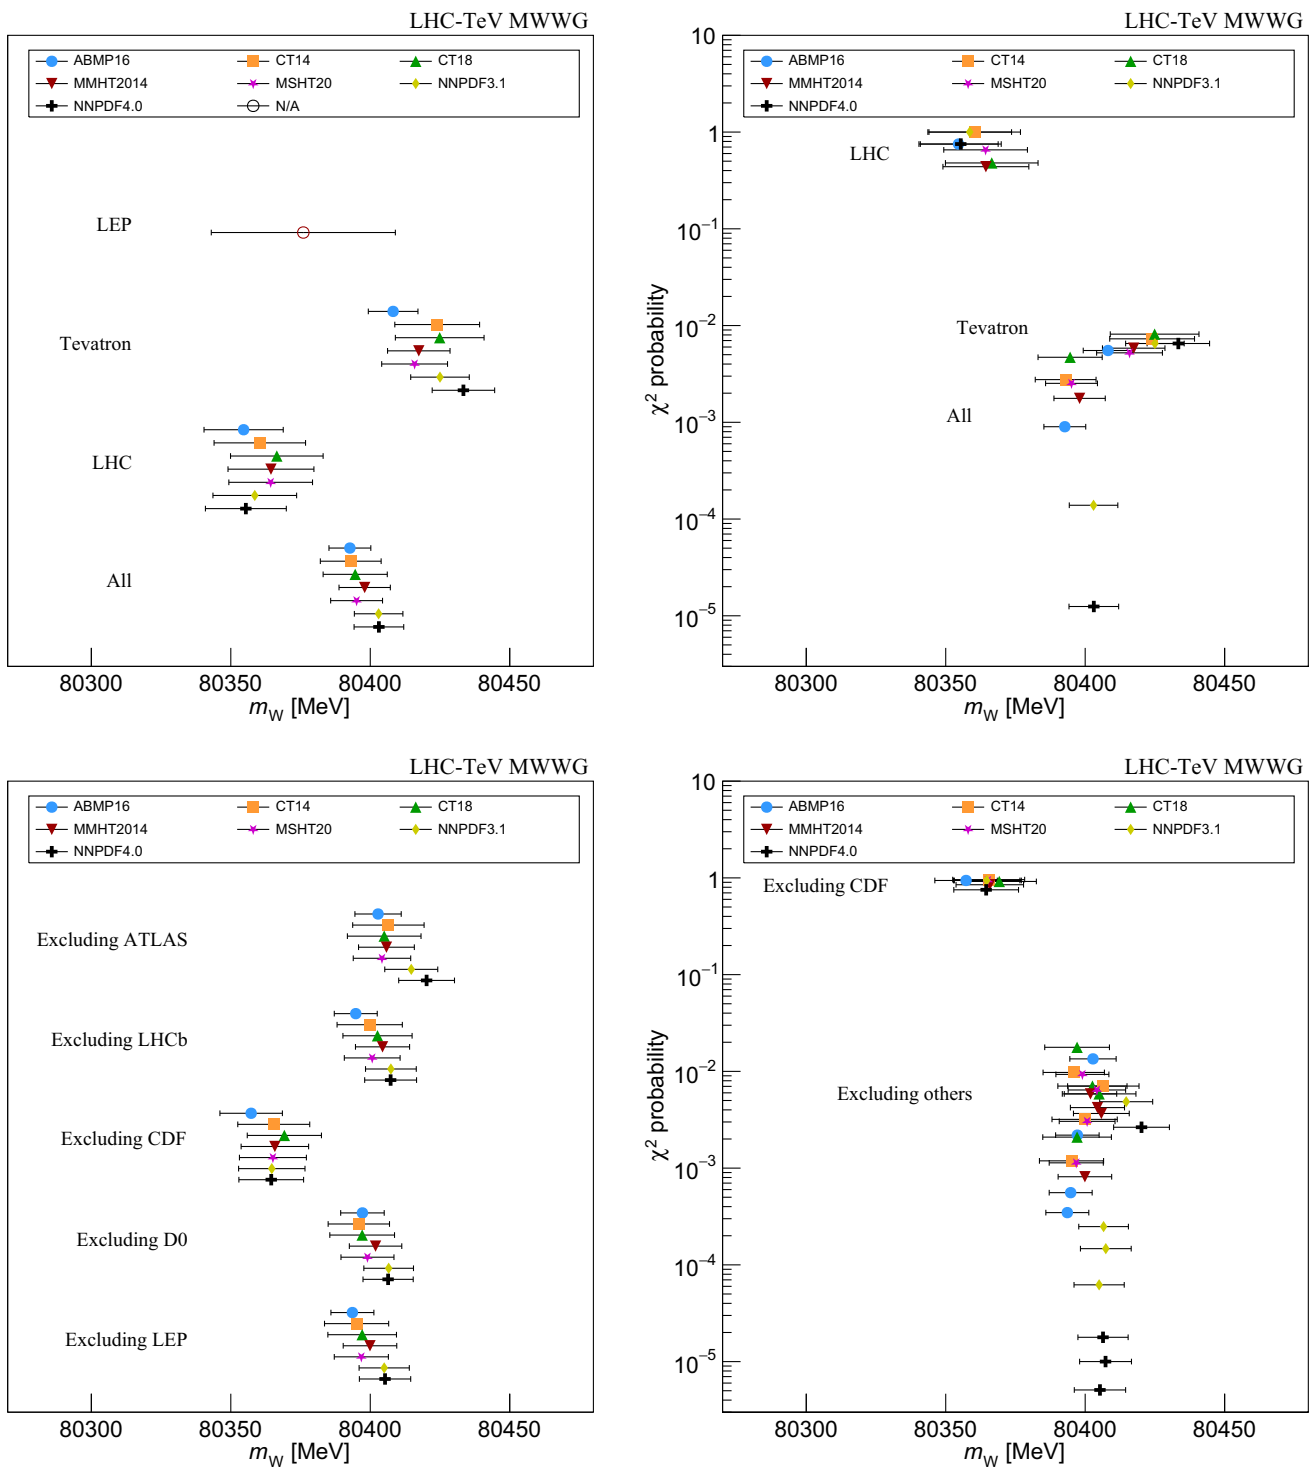 LHC-TeV MWWG
ABMP16 CT14 CT18
MMHT2014 MSHT20 NNPDF3.1
NNPDF4.0 N/A
LEP
Tevatron
LHC
All
80300 80350 80400 80450
m_W [MeV]
LHC-TeV MWWG
ABMP16 CT14 CT18
MMHT2014 MSHT20 NNPDF3.1
NNPDF4.0
10
1
10⁻¹
10⁻²
10⁻³
10⁻⁴
10⁻⁵
χ² probability
LHC
Tevatron
All
80300 80350 80400 80450
m_W [MeV]
LHC-TeV MWWG
ABMP16 CT14 CT18
MMHT2014 MSHT20 NNPDF3.1
NNPDF4.0
Excluding ATLAS
Excluding LHCb
Excluding CDF
Excluding D0
Excluding LEP
80300 80350 80400 80450
m_W [MeV]
LHC-TeV MWWG
ABMP16 CT14 CT18
MMHT2014 MSHT20 NNPDF3.1
NNPDF4.0
10
1
10⁻¹
10⁻²
10⁻³
10⁻⁴
10⁻⁵
χ² probability
Excluding CDF
Excluding others
80300 80350 80400 80450
m_W [MeV]